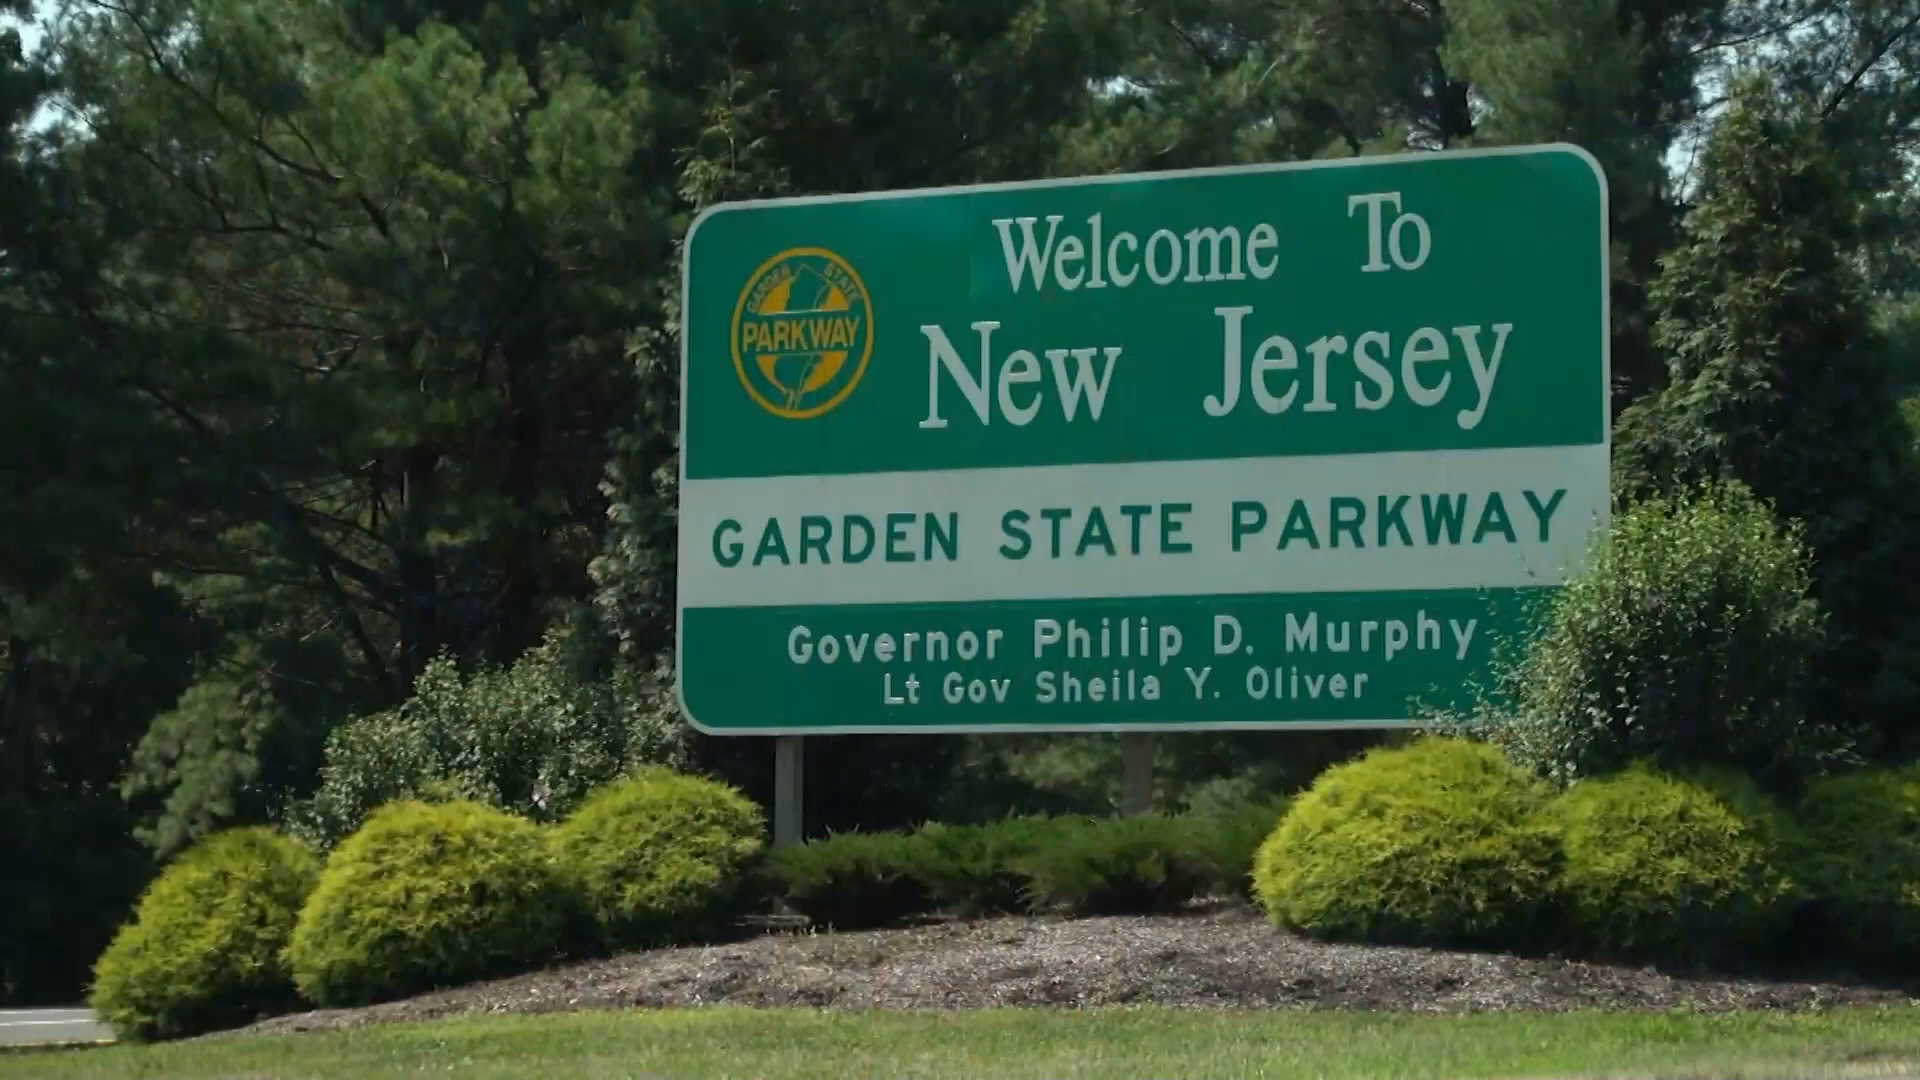 Welcome To
New Jersey
GARDEN STATE
PARKWAY
GARDEN STATE PARKWAY
Governor Philip D. Murphy
Lt Gov Sheila Y. Oliver